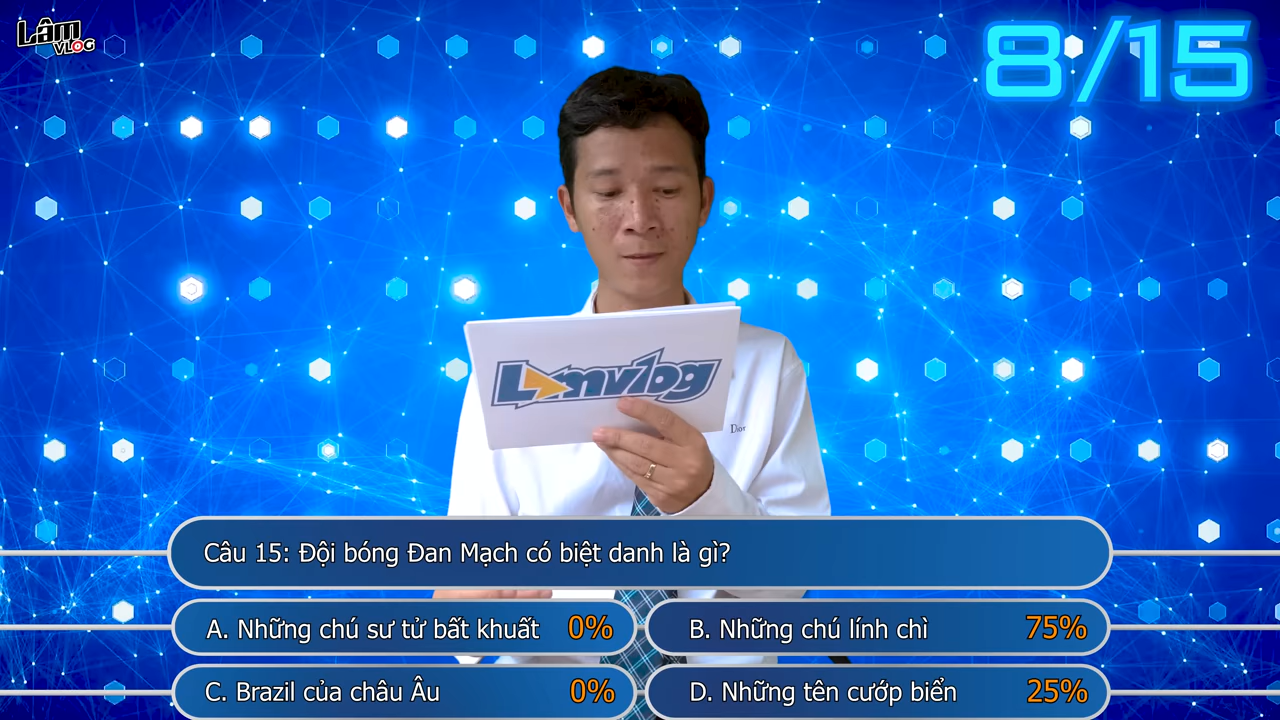 Lâm
VLOG
8/15
Lamvlog
Dior
Câu 15: Đội bóng Đan Mạch có biệt danh là gì?
A. Những chú sư tử bất khuất 0%
B. Những chú lính chì 75%
C. Brazil của châu Âu 0%
D. Những tên cướp biển 25%